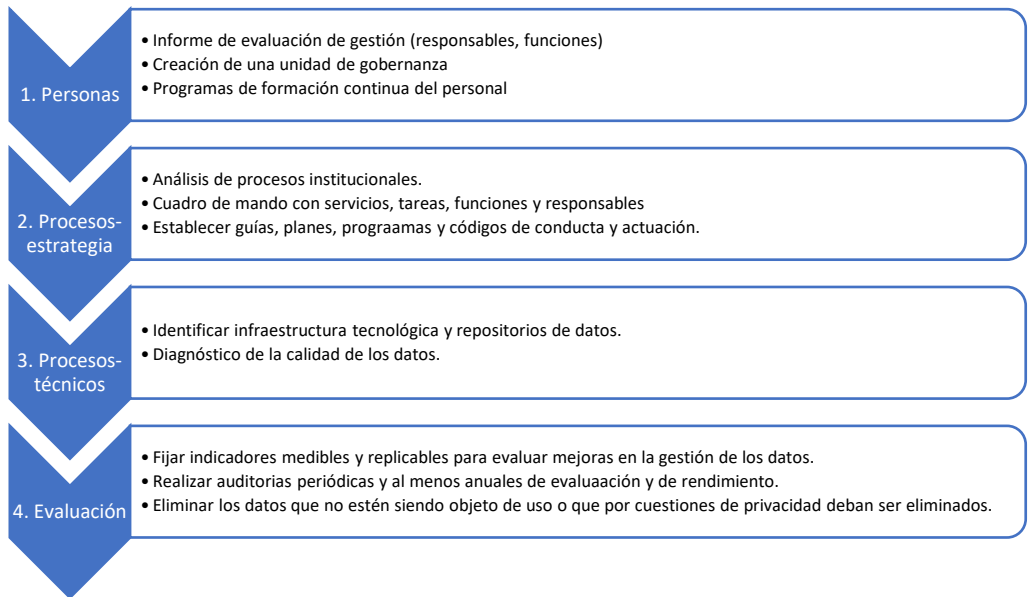 1. Personas
• Informe de evaluación de gestión (responsables, funciones)
• Creación de una unidad de gobernanza
• Programas de formación continua del personal
2. Procesos-
estrategia
• Análisis de procesos institucionales.
• Cuadro de mando con servicios, tareas, funciones y responsables
• Establecer guías, planes, prograamas y códigos de conducta y actuación.
3. Procesos-
técnicos
• Identificar infraestructura tecnológica y repositorios de datos.
• Diagnóstico de la calidad de los datos.
4. Evaluación
• Fijar indicadores medibles y replicables para evaluar mejoras en la gestión de los datos.
• Realizar auditorias periódicas y al menos anuales de evaluaación y de rendimiento.
• Eliminar los datos que no estén siendo objeto de uso o que por cuestiones de privacidad deban ser eliminados.